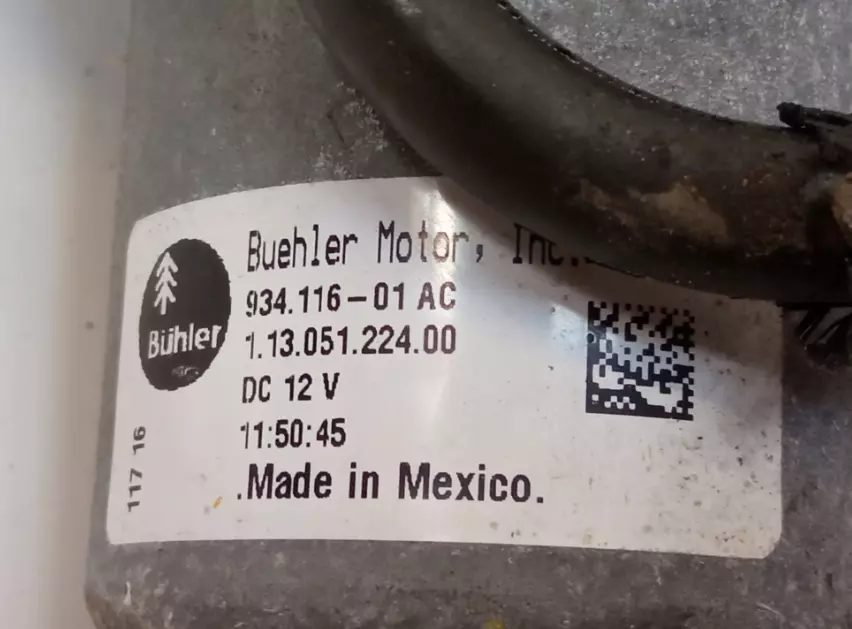 Buehler Motor, Inc.
934.116-01 AC
1.13.051.224.00
DC 12 V
11:50:45
.Made in Mexico.
Bühler
117 16